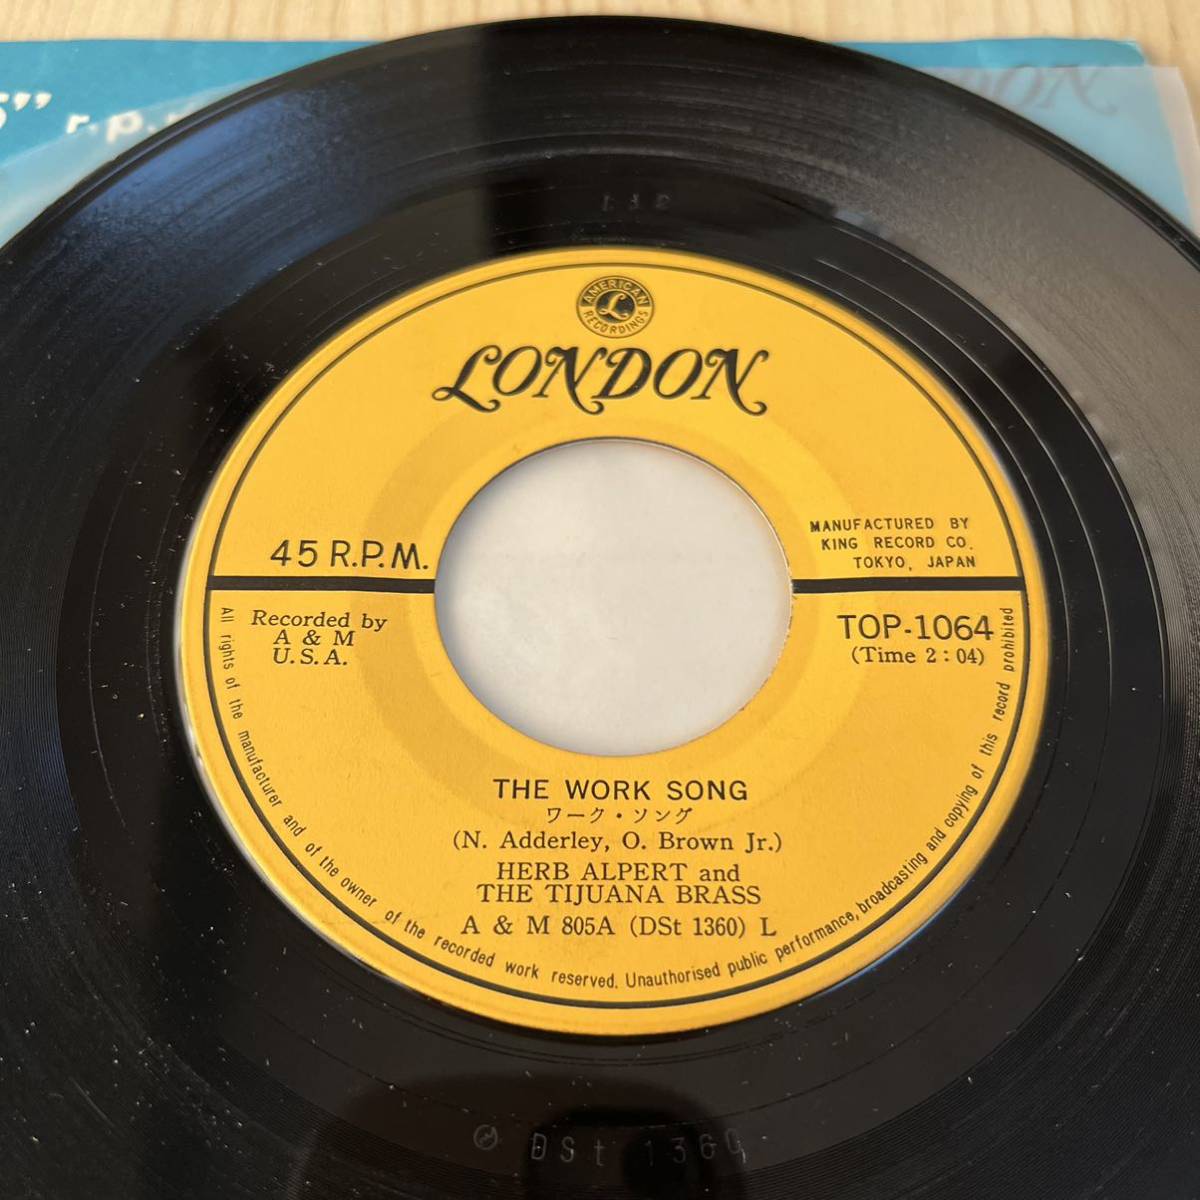 5" r.p.
AMERICAN RECORDINGS
L
LONDON
45 R.P.M.
MANUFACTURED BY
KING RECORD CO.
TOKYO, JAPAN
Recorded by
A & M
U.S.A.
TOP-1064
(Time 2:04)
THE WORK SONG
ワーク・ソング
(N. Adderley, O. Brown Jr.)
HERB ALPERT and
THE TIJUANA BRASS
A & M 805A (DSt 1360) L
All rights of the manufacturer and of the owner of the recorded work reserved. Unauthorised public performance, broadcasting and copying of this record prohibited
DSt 1360